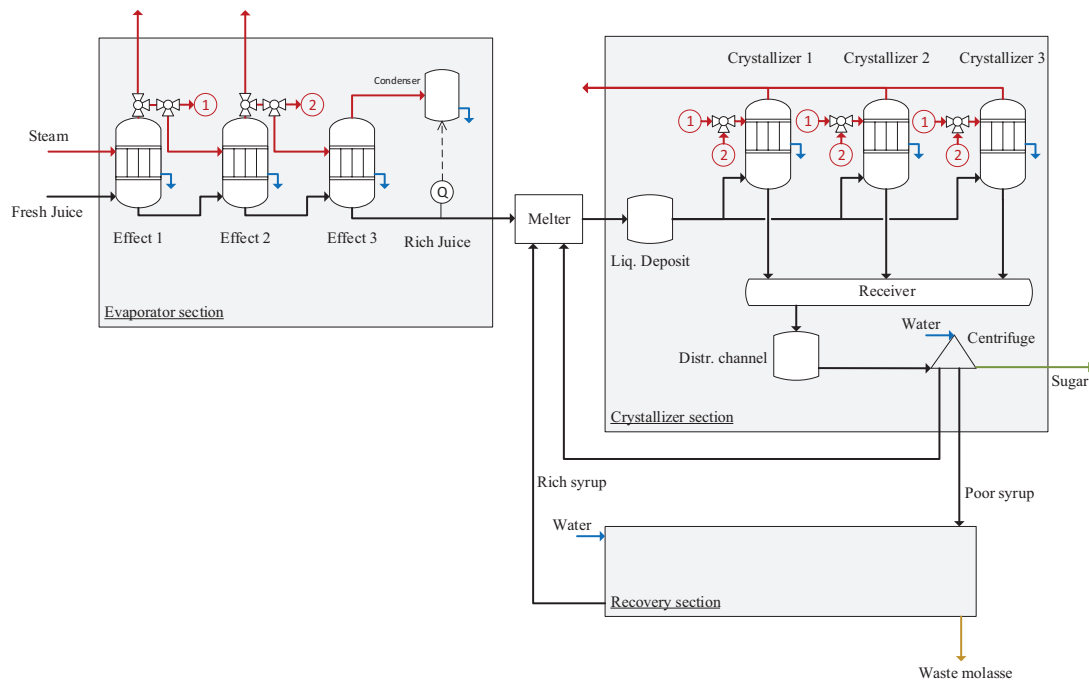 Crystallizer 1
Crystallizer 2
Crystallizer 3
Condenser
1
2
1
2
1
2
1
2
Steam
Fresh Juice
Effect 1
Effect 2
Effect 3
Q
Rich Juice
Melter
Liq. Deposit
Receiver
Evaporator section
Water
Centrifuge
Distr. channel
Sugar
Crystallizer section
Rich syrup
Poor syrup
Water
Recovery section
Waste molasse